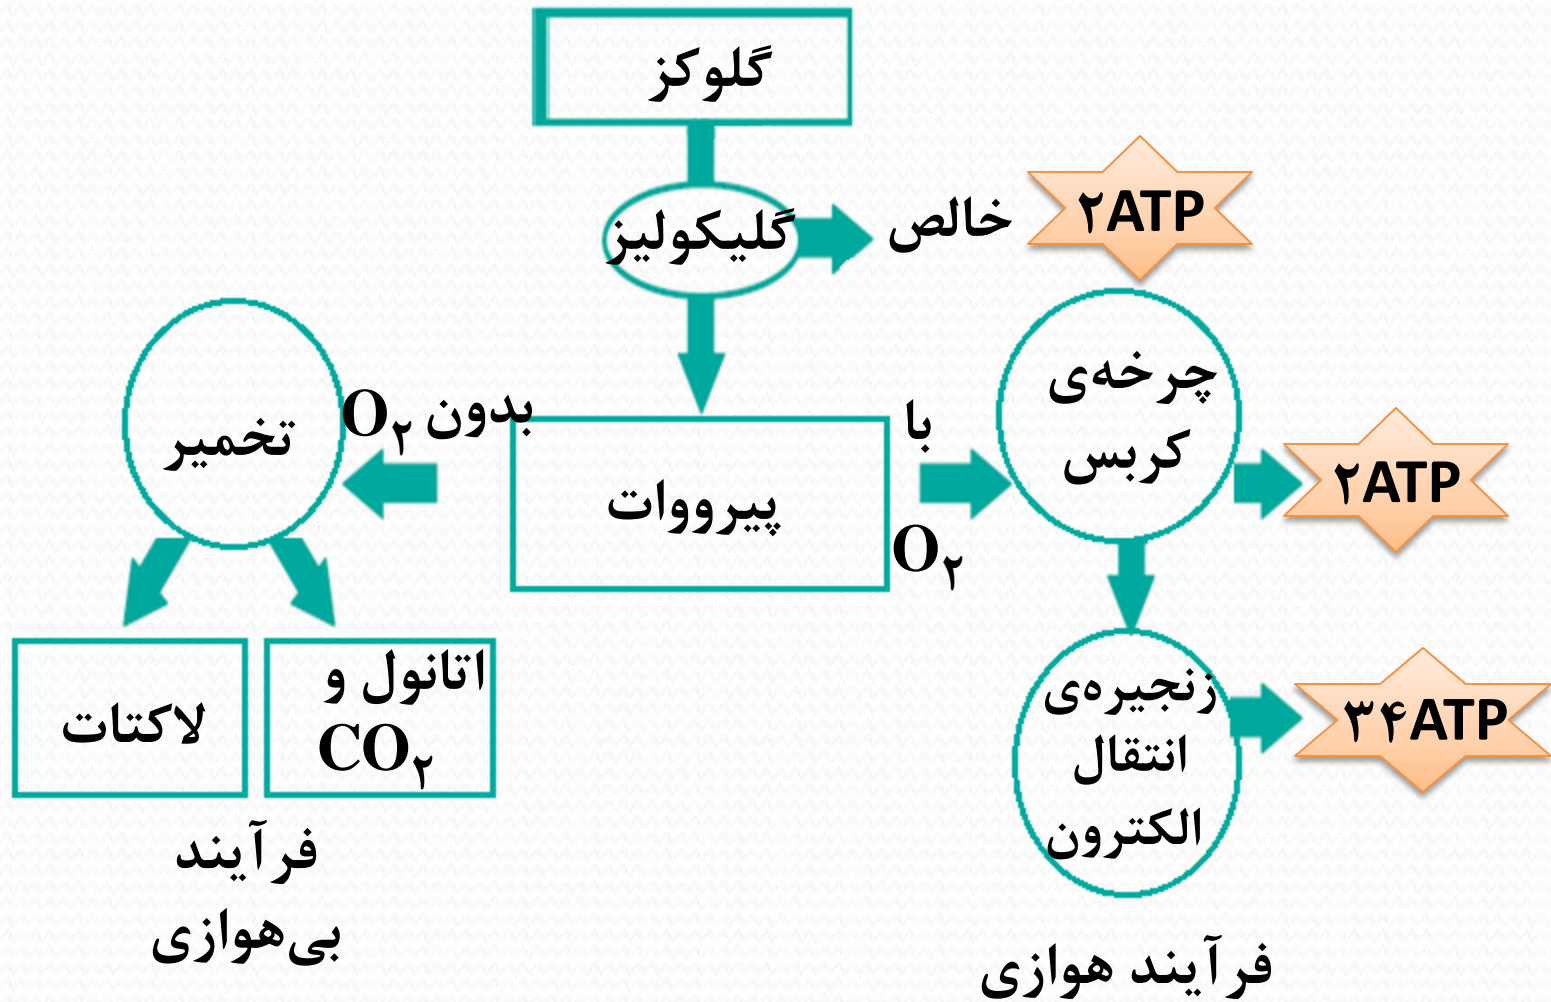 گلوکز
گلیکولیز
خالص
۲ATP
تخمیر
بدون O۲
پیرووات
با
O۲
چرخه‌ی
کربس
۲ATP
لاکتات
اتانول و
CO۲
زنجیره‌ی
انتقال
الکترون
۳۴ATP
فرآیند
بی‌هوازی
فرآیند هوازی